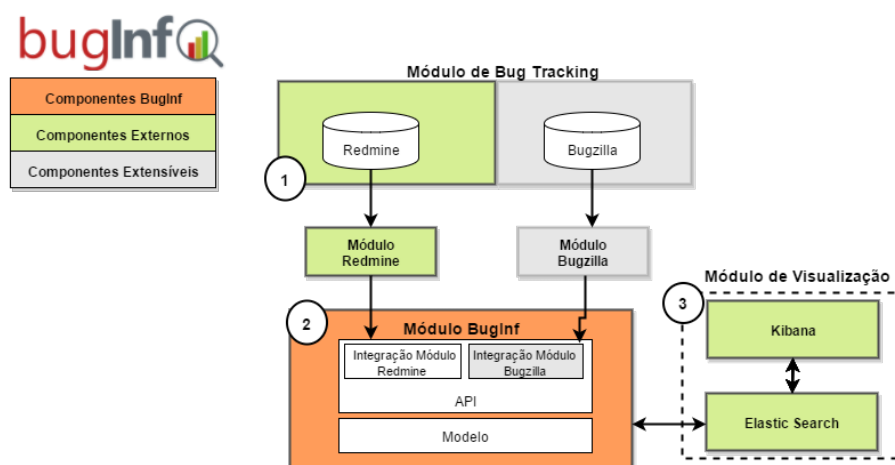 bugInf
Componentes BugInf
Componentes Externos
Componentes Extensíveis
Módulo de Bug Tracking
Redmine
Bugzilla
1
Módulo
Redmine
Módulo
Bugzilla
Módulo de Visualização
3
Kibana
Elastic Search
2
Módulo BugInf
Integração Módulo
Redmine
Integração Módulo
Bugzilla
API
Modelo